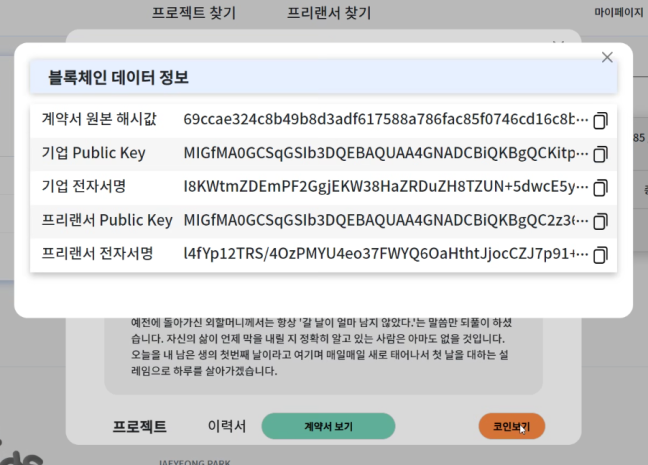 프로젝트 찾기 프리랜서 찾기 마이페이지
블록체인 데이터 정보
계약서 원본 해시값 69ccae324c8b49b8d3adf617588a786fac85f0746cd16c8b...
기업 Public Key MIGfMA0GCSqGSIb3DQEBAQUAA4GNADCBiQKBgQCKitp...
85
기업 전자서명 I8KWtmZDEmPF2GgjEKW38HaZRDuZH8TZUN+5dwcE5y...
프리랜서 Public Key MIGfMA0GCSqGSIb3DQEBAQUAA4GNADCBiQKBgQC2z3...
프리랜서 전자서명 l4fYp12TRS/4OzPMYU4eo37FWYQ6OaHthtJjocCZJ7p91+...
예전에 돌아가신 외할머니께서는 항상 '갈 날이 얼마 남지 않았다.'는 말씀만 되풀이 하셨
습니다. 자신의 삶이 언제 막을 내릴 지 정확히 알고 있는 사람은 아마도 없을 것입니다.
오늘을 내 남은 생의 첫번째 날이라고 여기며 매일매일 새로 태어나서 첫 날을 대하는 설
레임으로 하루를 살아가겠습니다.
프로젝트 이력서 계약서 보기 코인보기
JAEYEONG PARK